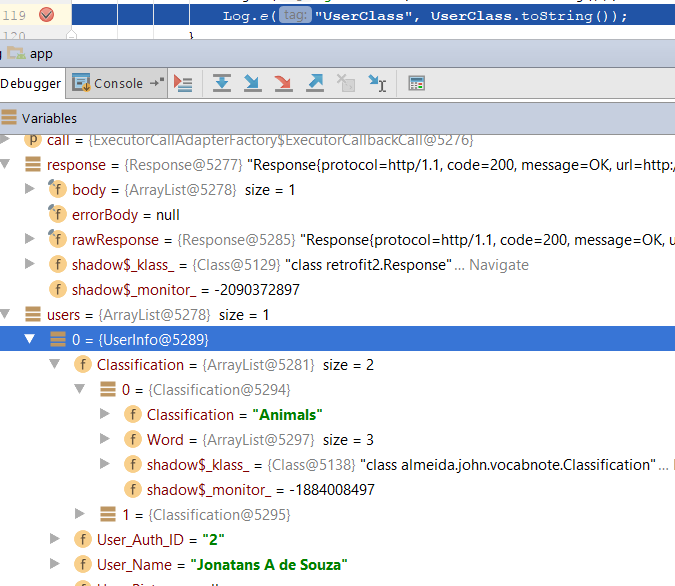 119 Log.e( tag: "UserClass", UserClass.toString());
120 }
app
Debugger Console
Variables
p call = {ExecutorCallAdapterFactory$ExecutorCallbackCall@5276}
response = {Response@5277} "Response{protocol=http/1.1, code=200, message=OK, url=http:/
f body = {ArrayList@5278} size = 1
f errorBody = null
f rawResponse = {Response@5285} "Response{protocol=http/1.1, code=200, message=OK, u
f shadow$_klass_ = {Class@5129} "class retrofit2.Response"... Navigate
f shadow$_monitor_ = -2090372897
users = {ArrayList@5278} size = 1
0 = {UserInfo@5289}
f Classification = {ArrayList@5281} size = 2
0 = {Classification@5294}
f Classification = "Animals"
f Word = {ArrayList@5297} size = 3
f shadow$_klass_ = {Class@5138} "class almeida.john.vocabnote.Classification"...
f shadow$_monitor_ = -1884008497
1 = {Classification@5295}
f User_Auth_ID = "2"
f User_Name = "Jonatans A de Souza"